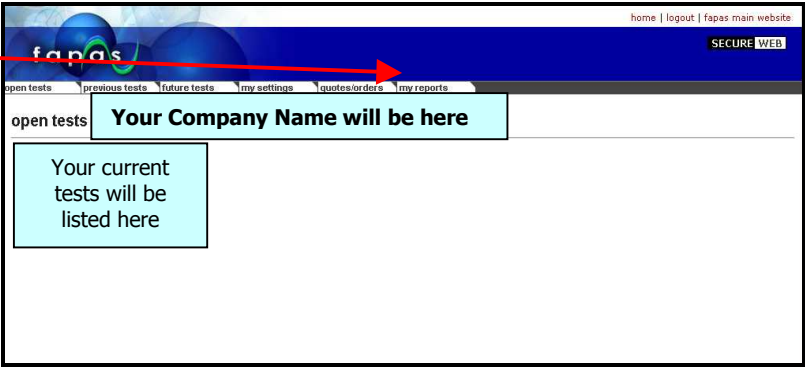 home | logout | fapas main website
fapas
SECURE WEB
open tests previous tests future tests my settings quotes/orders my reports
open tests Your Company Name will be here
Your current
tests will be
listed here